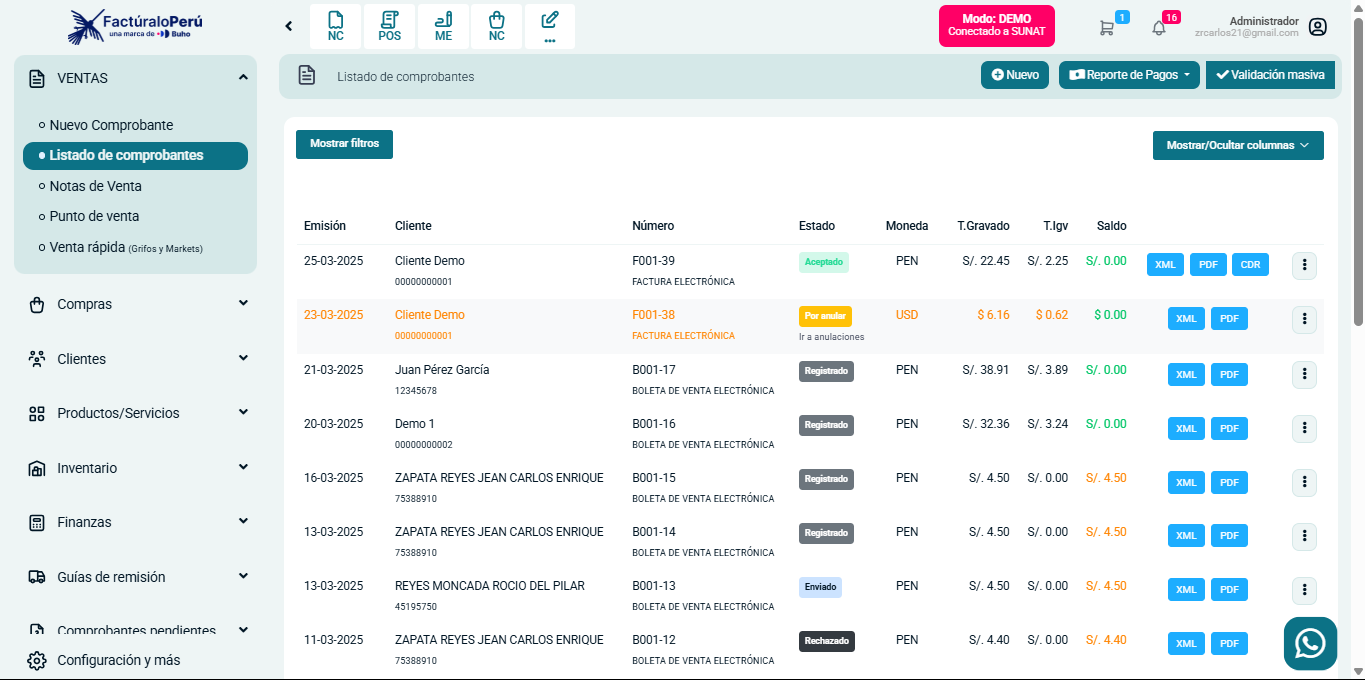 FactúraloPerú
una marca de Buho
NC
POS
ME
NC
...
Modo: DEMO
Conectado a SUNAT
1
16
Administrador
zrcarlos21@gmail.com
VENTAS
Nuevo Comprobante
Listado de comprobantes
Notas de Venta
Punto de venta
Venta rápida (Grifos y Markets)
Compras
Clientes
Productos/Servicios
Inventario
Finanzas
Guías de remisión
Comprobantes pendientes
Configuración y más
Listado de comprobantes
Nuevo
Reporte de Pagos
Validación masiva
Mostrar filtros
Mostrar/Ocultar columnas
Emisión Cliente Número Estado Moneda T.Gravado T.Igv Saldo
25-03-2025 Cliente Demo F001-39 Aceptado PEN S/. 22.45 S/. 2.25 S/. 0.00 XML PDF CDR
00000000001 FACTURA ELECTRÓNICA
23-03-2025 Cliente Demo F001-38 Por anular USD $ 6.16 $ 0.62 $ 0.00 XML PDF
00000000001 FACTURA ELECTRÓNICA Ir a anulaciones
21-03-2025 Juan Pérez García B001-17 Registrado PEN S/. 38.91 S/. 3.89 S/. 0.00 XML PDF
12345678 BOLETA DE VENTA ELECTRÓNICA
20-03-2025 Demo 1 B001-16 Registrado PEN S/. 32.36 S/. 3.24 S/. 0.00 XML PDF
00000000002 BOLETA DE VENTA ELECTRÓNICA
16-03-2025 ZAPATA REYES JEAN CARLOS ENRIQUE B001-15 Registrado PEN S/. 4.50 S/. 0.00 S/. 4.50 XML PDF
75388910 BOLETA DE VENTA ELECTRÓNICA
13-03-2025 ZAPATA REYES JEAN CARLOS ENRIQUE B001-14 Registrado PEN S/. 4.50 S/. 0.00 S/. 4.50 XML PDF
75388910 BOLETA DE VENTA ELECTRÓNICA
13-03-2025 REYES MONCADA ROCIO DEL PILAR B001-13 Enviado PEN S/. 4.50 S/. 0.00 S/. 4.50 XML PDF
45195750 BOLETA DE VENTA ELECTRÓNICA
11-03-2025 ZAPATA REYES JEAN CARLOS ENRIQUE B001-12 Rechazado PEN S/. 4.40 S/. 0.00 S/. 4.40 XML PDF
75388910 BOLETA DE VENTA ELECTRÓNICA